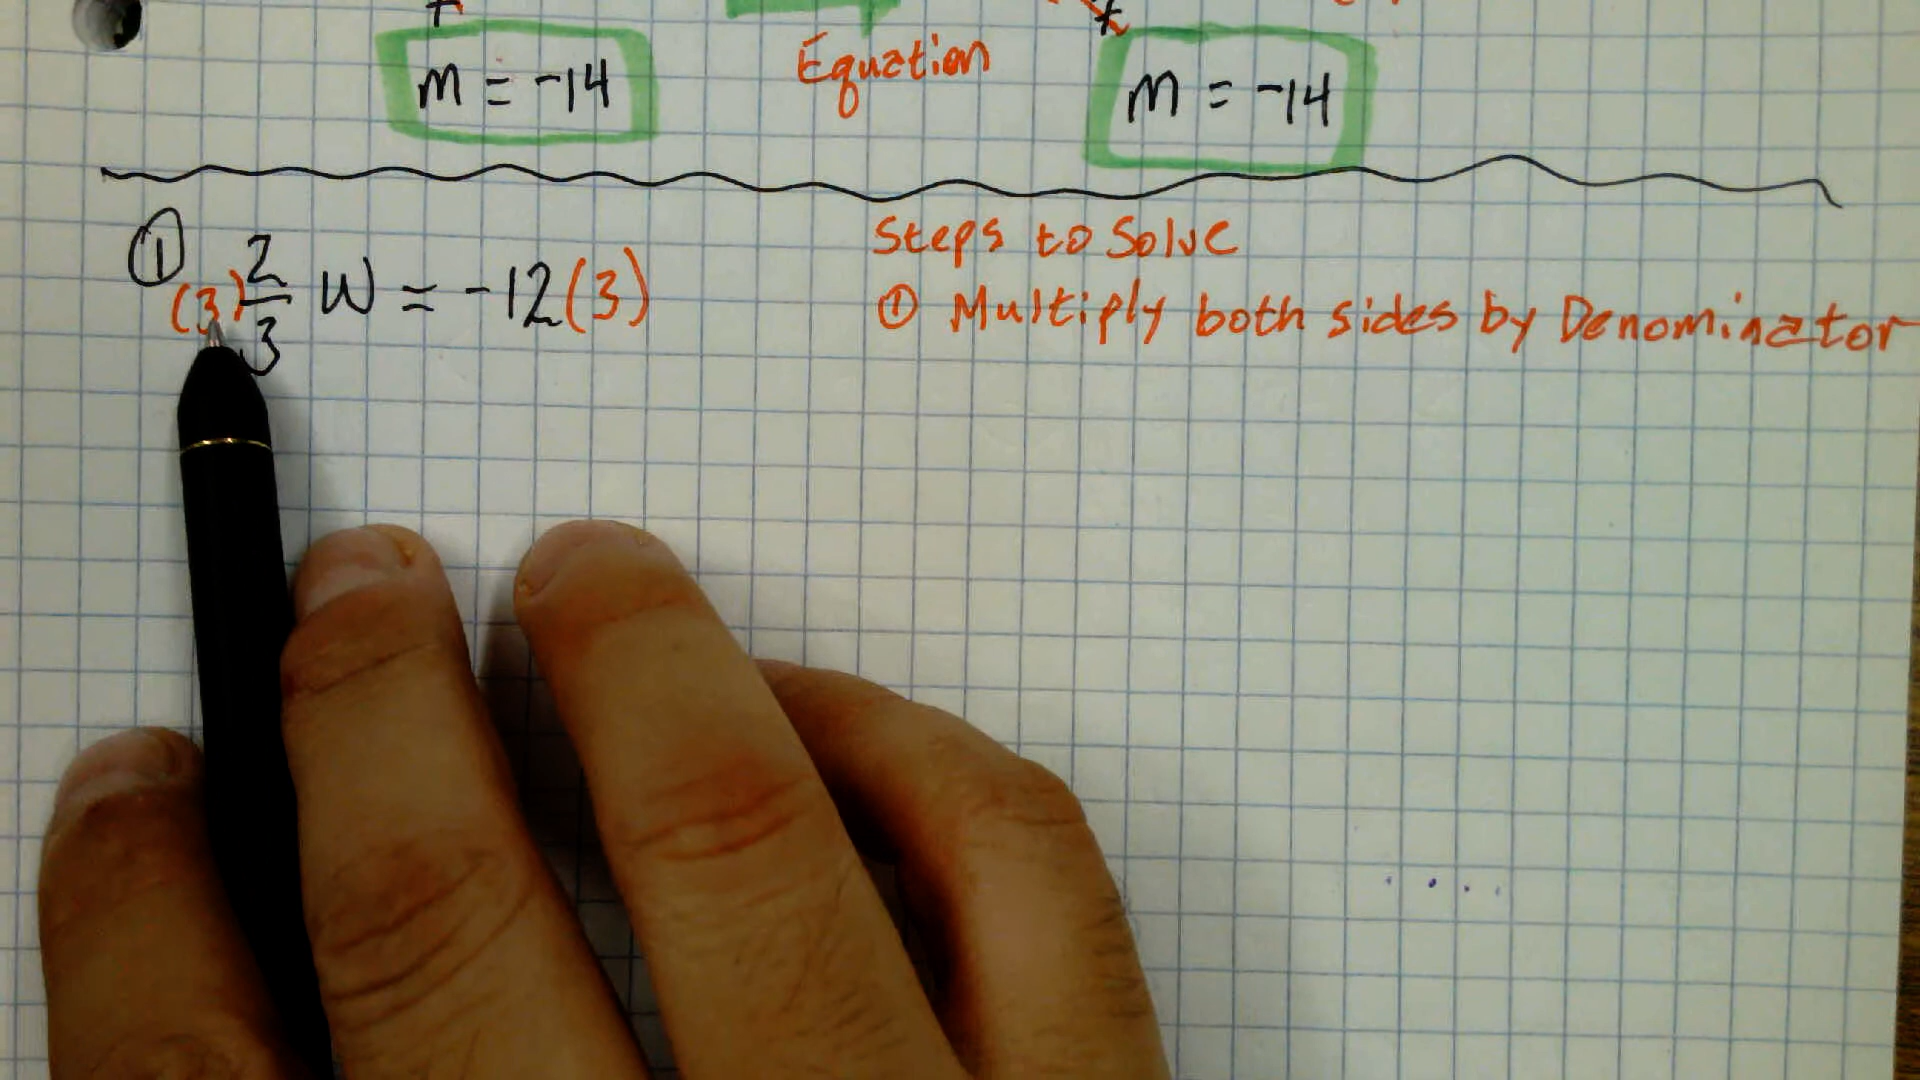 m = -14
Equation
m = -14
① (3) 2/3 W = -12(3)
Steps to Solve
① Multiply both sides by Denominator